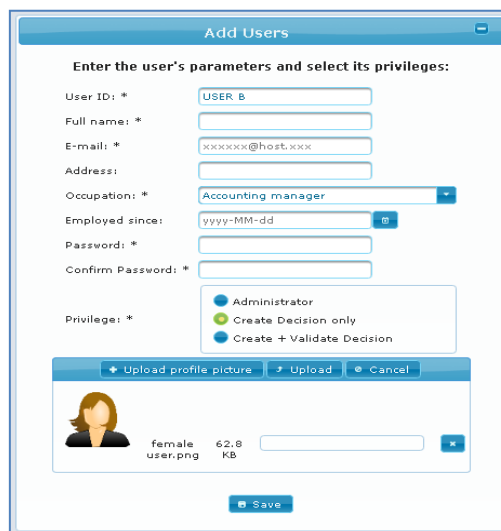 Add Users
Enter the user's parameters and select its privileges:
User ID: * USER B
Full name: *
E-mail: * xxxxxx@host.xxx
Address:
Occupation: * Accounting manager
Employed since: yyyy-MM-dd
Password: *
Confirm Password: *
Administrator
Privilege: * Create Decision only
Create + Validate Decision
Upload profile picture Upload Cancel
female 62.8
user.png KB
Save